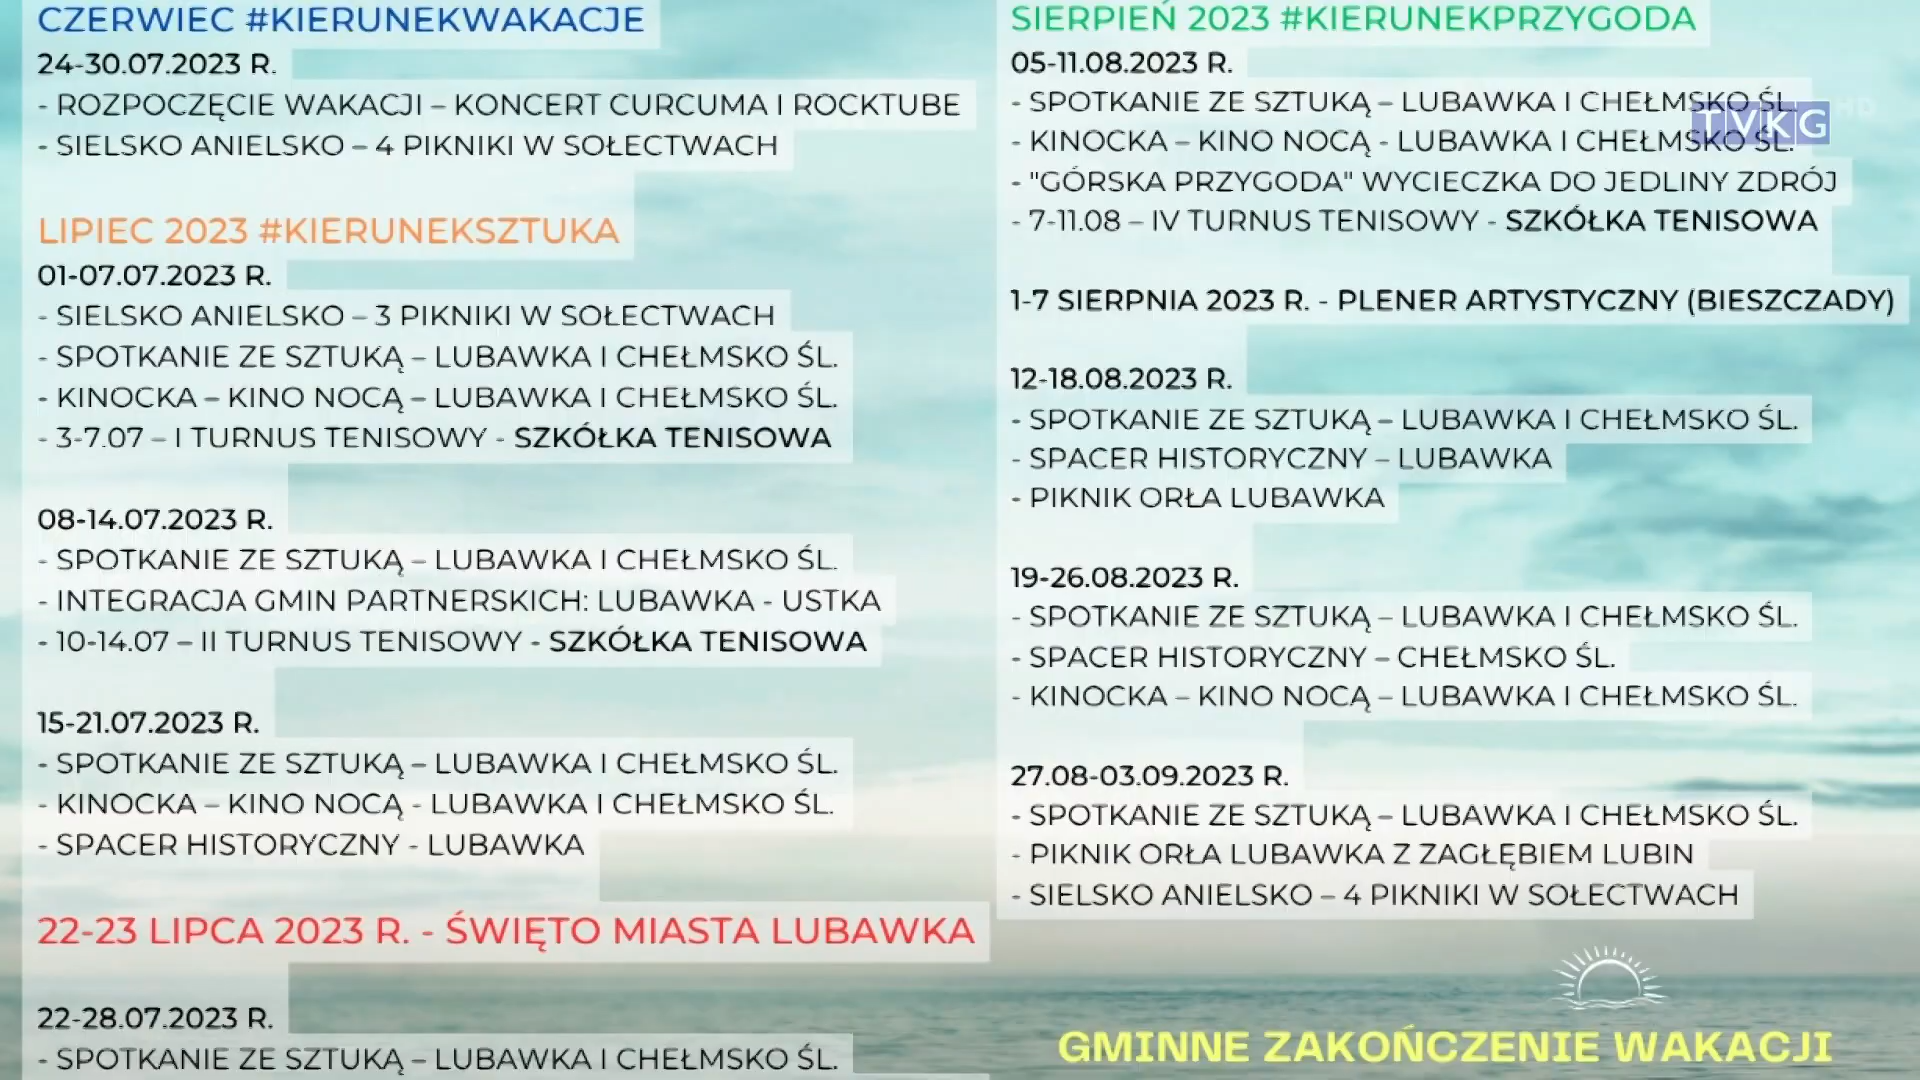 CZERWIEC #KIERUNEKWAKACJE
24-30.07.2023 R.
- ROZPOCZĘCIE WAKACJI – KONCERT CURCUMA I ROCKTUBE
- SIELSKO ANIELSKO – 4 PIKNIKI W SOŁECTWACH
LIPIEC 2023 #KIERUNEKSZTUKA
01-07.07.2023 R.
- SIELSKO ANIELSKO – 3 PIKNIKI W SOŁECTWACH
- SPOTKANIE ZE SZTUKĄ – LUBAWKA I CHEŁMSKO ŚL.
- KINOCKA – KINO NOCĄ – LUBAWKA I CHEŁMSKO ŚL.
- 3-7.07 – I TURNUS TENISOWY - SZKÓŁKA TENISOWA
08-14.07.2023 R.
- SPOTKANIE ZE SZTUKĄ – LUBAWKA I CHEŁMSKO ŚL.
- INTEGRACJA GMIN PARTNERSKICH: LUBAWKA - USTKA
- 10-14.07 – II TURNUS TENISOWY - SZKÓŁKA TENISOWA
15-21.07.2023 R.
- SPOTKANIE ZE SZTUKĄ – LUBAWKA I CHEŁMSKO ŚL.
- KINOCKA – KINO NOCĄ - LUBAWKA I CHEŁMSKO ŚL.
- SPACER HISTORYCZNY - LUBAWKA
22-23 LIPCA 2023 R. - ŚWIĘTO MIASTA LUBAWKA
22-28.07.2023 R.
- SPOTKANIE ZE SZTUKĄ – LUBAWKA I CHEŁMSKO ŚL.
SIERPIEŃ 2023 #KIERUNEKPRZYGODA
05-11.08.2023 R.
- SPOTKANIE ZE SZTUKĄ – LUBAWKA I CHEŁMSKO ŚL.
TVKG HD
- KINOCKA – KINO NOCĄ - LUBAWKA I CHEŁMSKO ŚL.
- "GÓRSKA PRZYGODA" WYCIECZKA DO JEDLINY ZDRÓJ
- 7-11.08 – IV TURNUS TENISOWY - SZKÓŁKA TENISOWA
1-7 SIERPNIA 2023 R. - PLENER ARTYSTYCZNY (BIESZCZADY)
12-18.08.2023 R.
- SPOTKANIE ZE SZTUKĄ – LUBAWKA I CHEŁMSKO ŚL.
- SPACER HISTORYCZNY – LUBAWKA
- PIKNIK ORŁA LUBAWKA
19-26.08.2023 R.
- SPOTKANIE ZE SZTUKĄ – LUBAWKA I CHEŁMSKO ŚL.
- SPACER HISTORYCZNY – CHEŁMSKO ŚL.
- KINOCKA – KINO NOCĄ – LUBAWKA I CHEŁMSKO ŚL.
27.08-03.09.2023 R.
- SPOTKANIE ZE SZTUKĄ – LUBAWKA I CHEŁMSKO ŚL.
- PIKNIK ORŁA LUBAWKA Z ZAGŁĘBIEM LUBIN
- SIELSKO ANIELSKO – 4 PIKNIKI W SOŁECTWACH
GMINNE ZAKOŃCZENIE WAKACJI